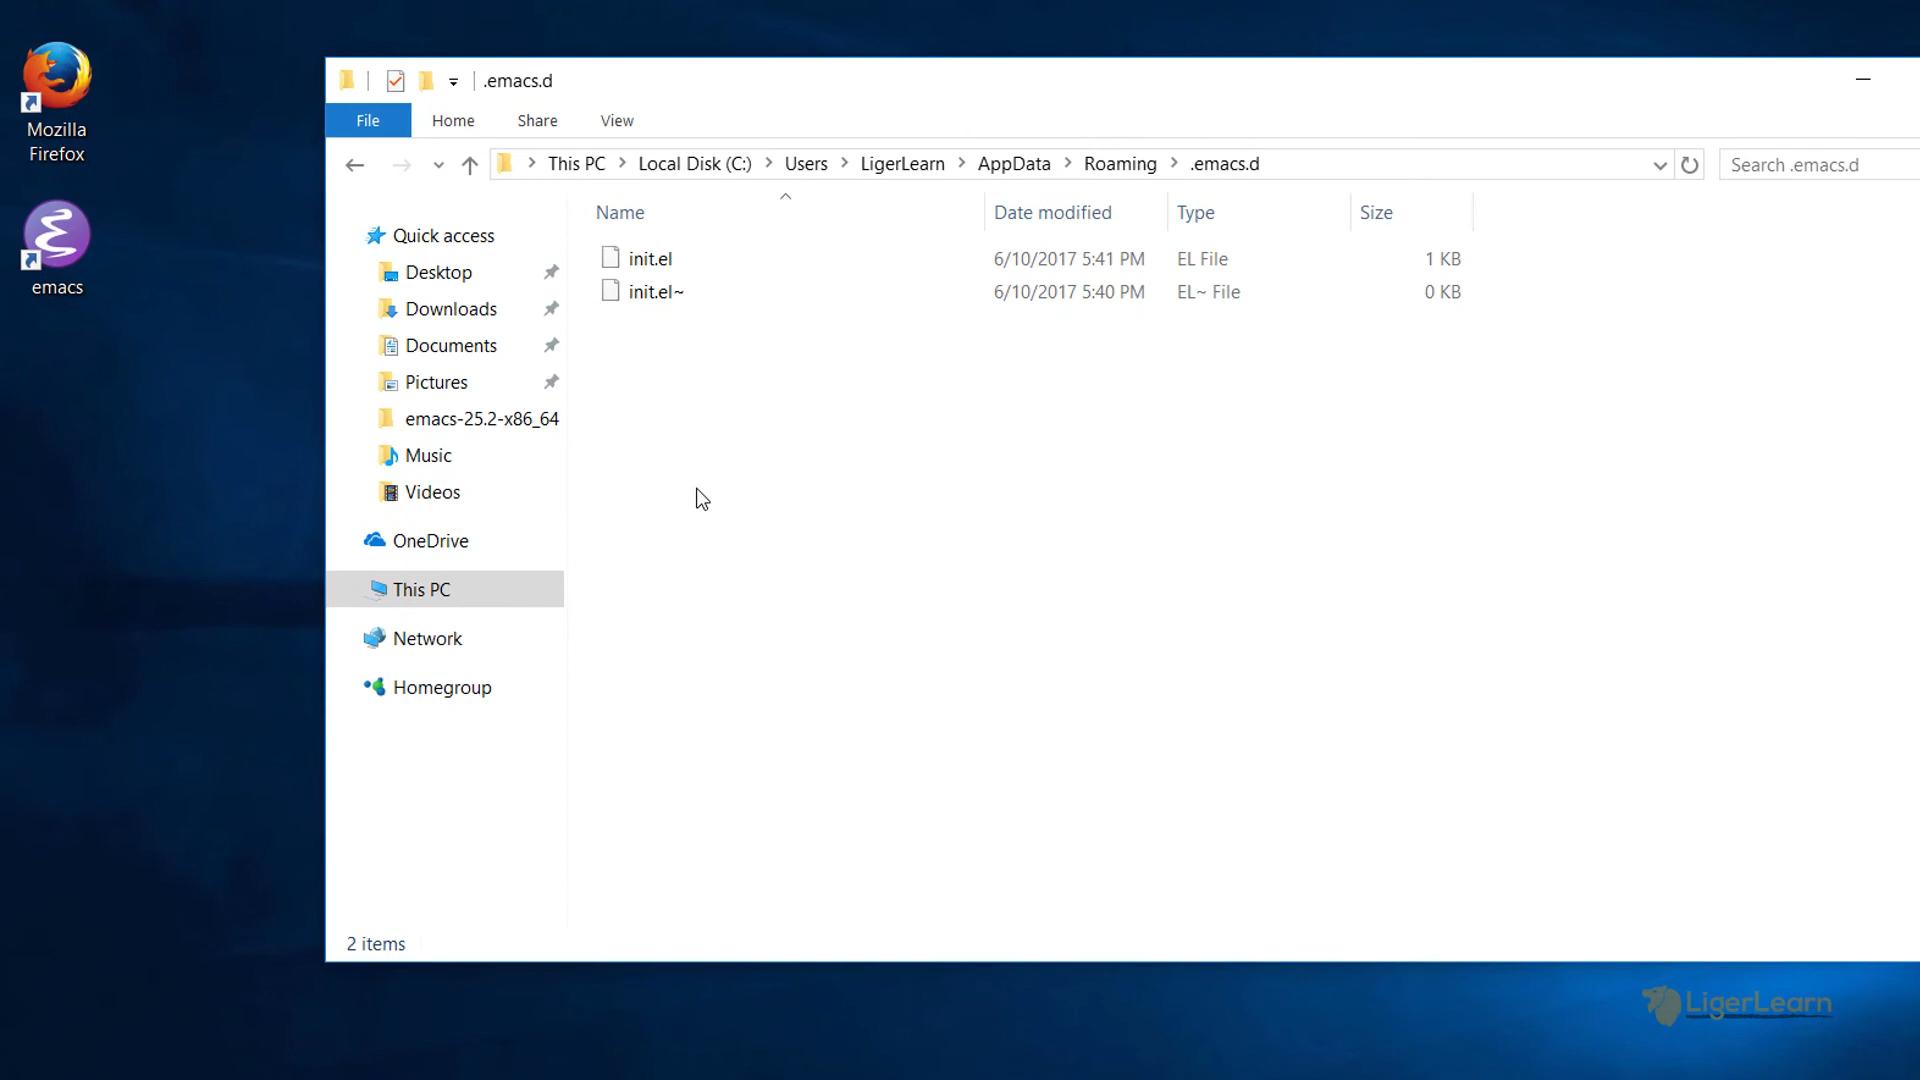 Mozilla
Firefox
emacs
.emacs.d
File Home Share View
This PC Local Disk (C:) Users LigerLearn AppData Roaming .emacs.d
Search .emacs.d
Name Date modified Type Size
init.el 6/10/2017 5:41 PM EL File 1 KB
init.el~ 6/10/2017 5:40 PM EL~ File 0 KB
Quick access
Desktop
Downloads
Documents
Pictures
emacs-25.2-x86_64
Music
Videos
OneDrive
This PC
Network
Homegroup
2 items
LigerLearn